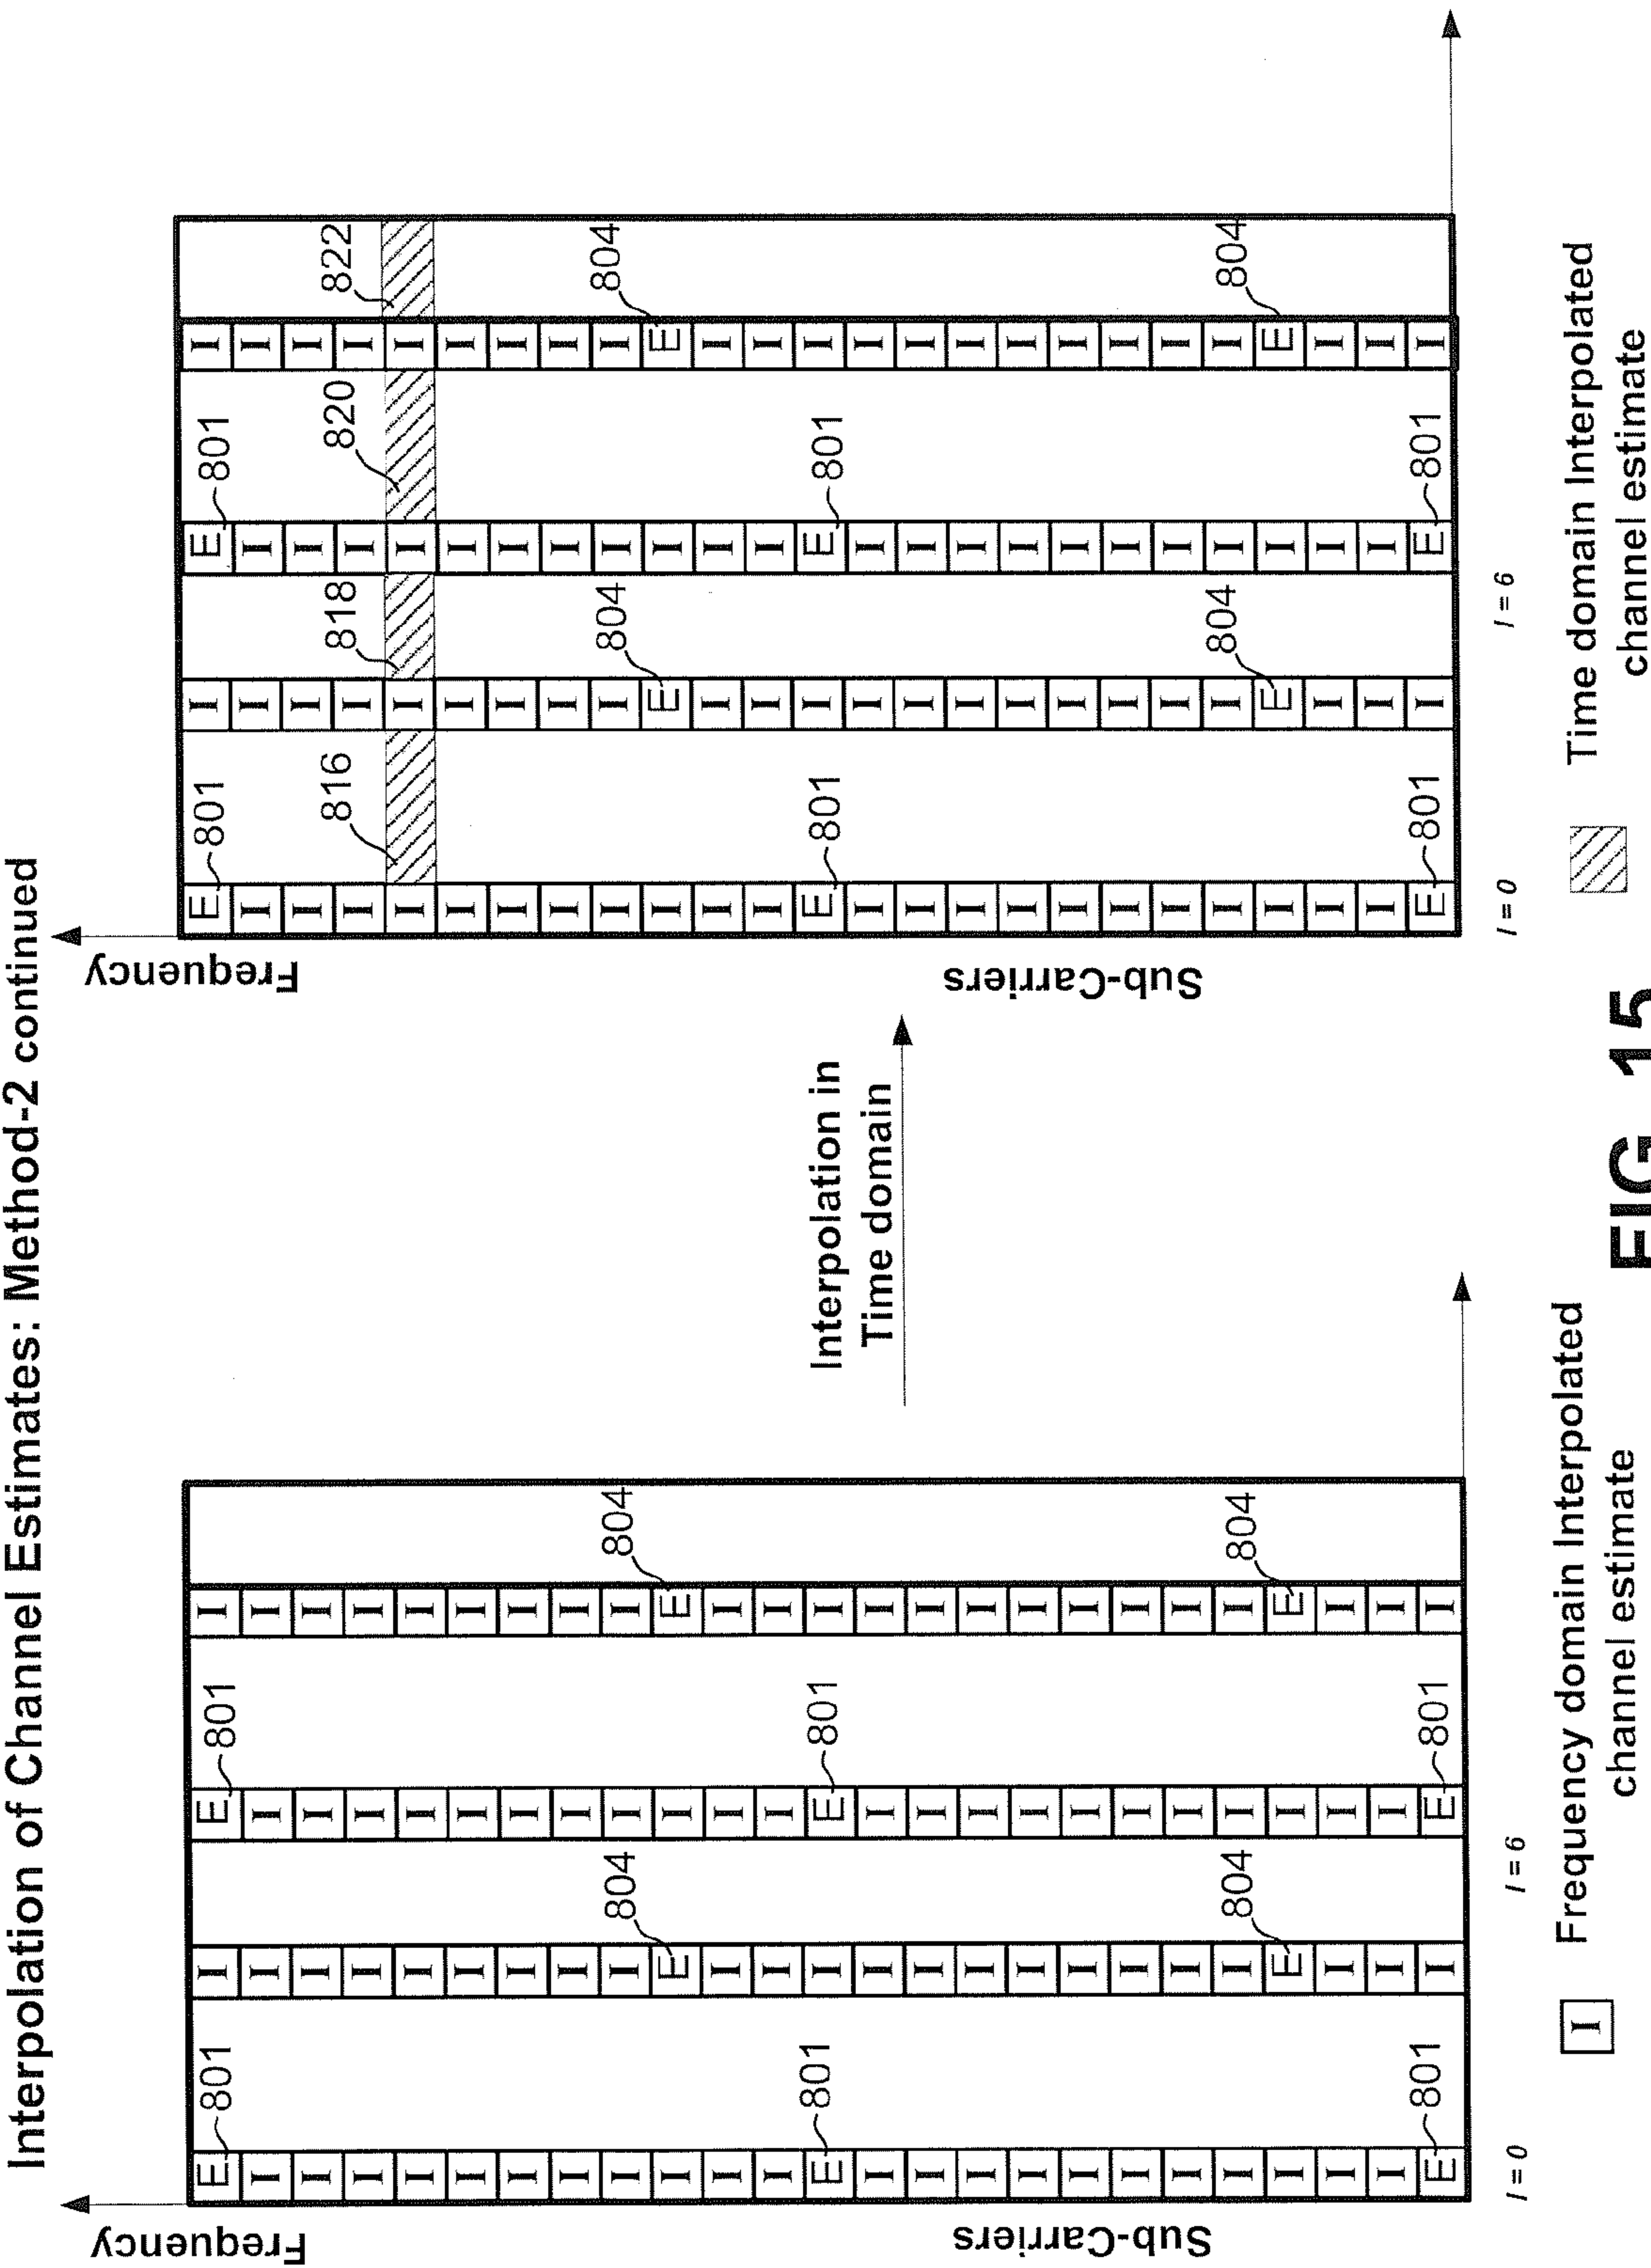 Interpolation of Channel Estimates: Method-2 continued
Frequency
Sub-Carriers
E 801 I E 801 I
I I I I
I I I I
I I I I
I I I I
I I I I
I I I I
I I I I
I I 804 I I 804
I E I E
I I I I
I I I I
E 801 I E 801 I
I I I I
I I I I
I I I I
I I I I
I I I I
I I I I
I I I I
I I 804 I I 804
I E I E
I I I I
I I I I
E 801 I E 801 I
l = 0
l = 6
Interpolation in
Time domain
Frequency
Sub-Carriers
E 801 I E 801 I
I I I I
I I I I
I 816 I 818 I 820 I 822
I I I I
I I I I
I I I I
I I I I
I I 804 I I 804
I E I E
I I I I
I I I I
E 801 I E 801 I
I I I I
I I I I
I I I I
I I I I
I I I I
I I I I
I I I I
I I 804 I I 804
I E I E
I I I I
I I I I
E 801 I E 801 I
l = 0
l = 6
I Frequency domain Interpolated
channel estimate
Time domain Interpolated
channel estimate
FIG 15